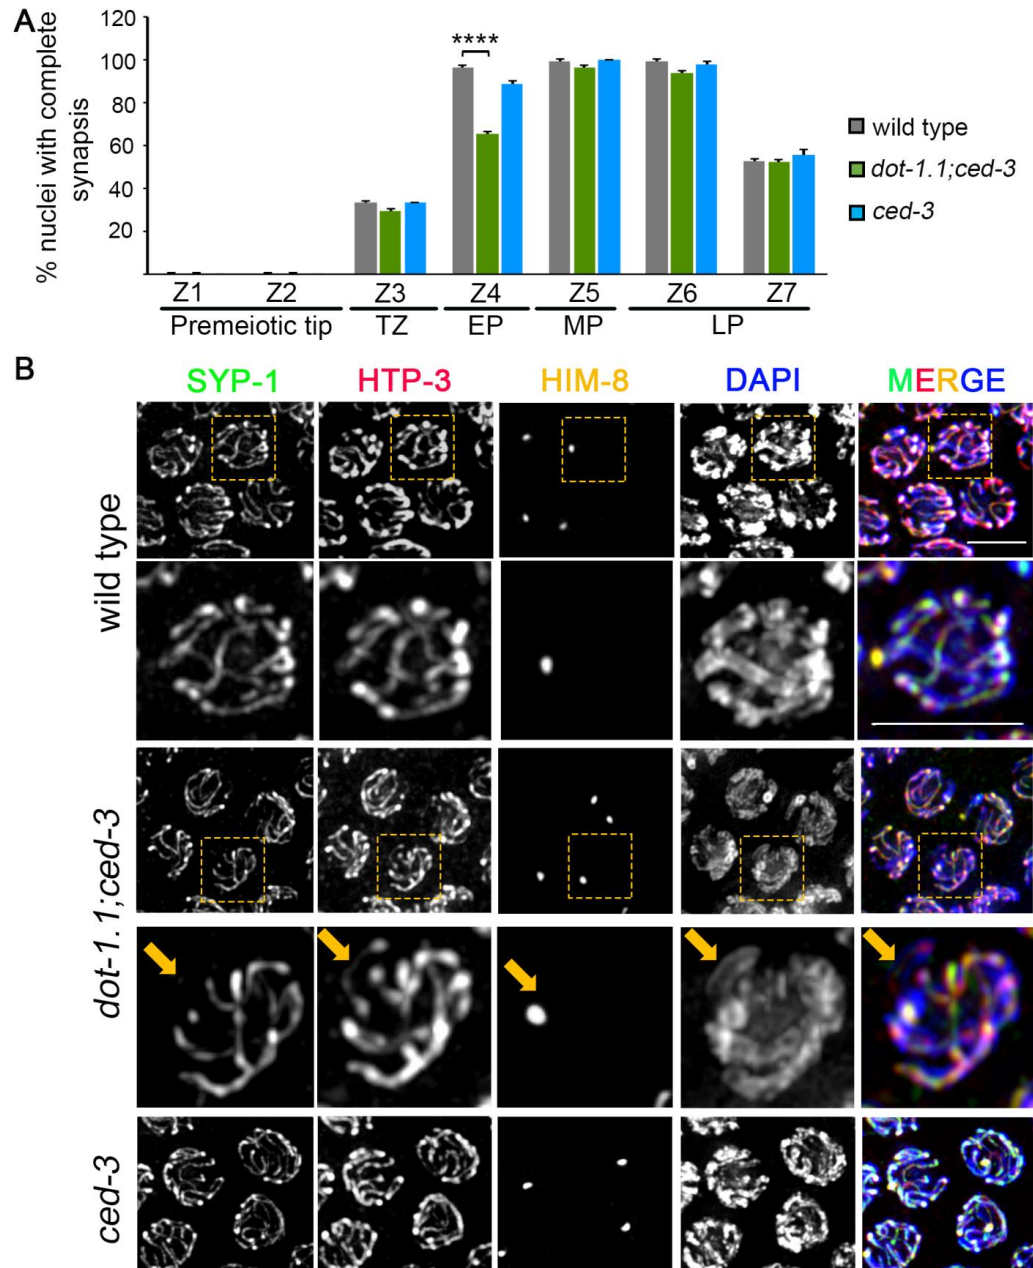 A
% nuclei with complete
synapsis
120
100
80
60
40
20
****
wild type
dot-1.1;ced-3
ced-3
Z1 Z2 Z3 Z4 Z5 Z6 Z7
Premeiotic tip TZ EP MP LP
B
SYP-1 HTP-3 HIM-8 DAPI MERGE
wild type
dot-1.1;ced-3
ced-3